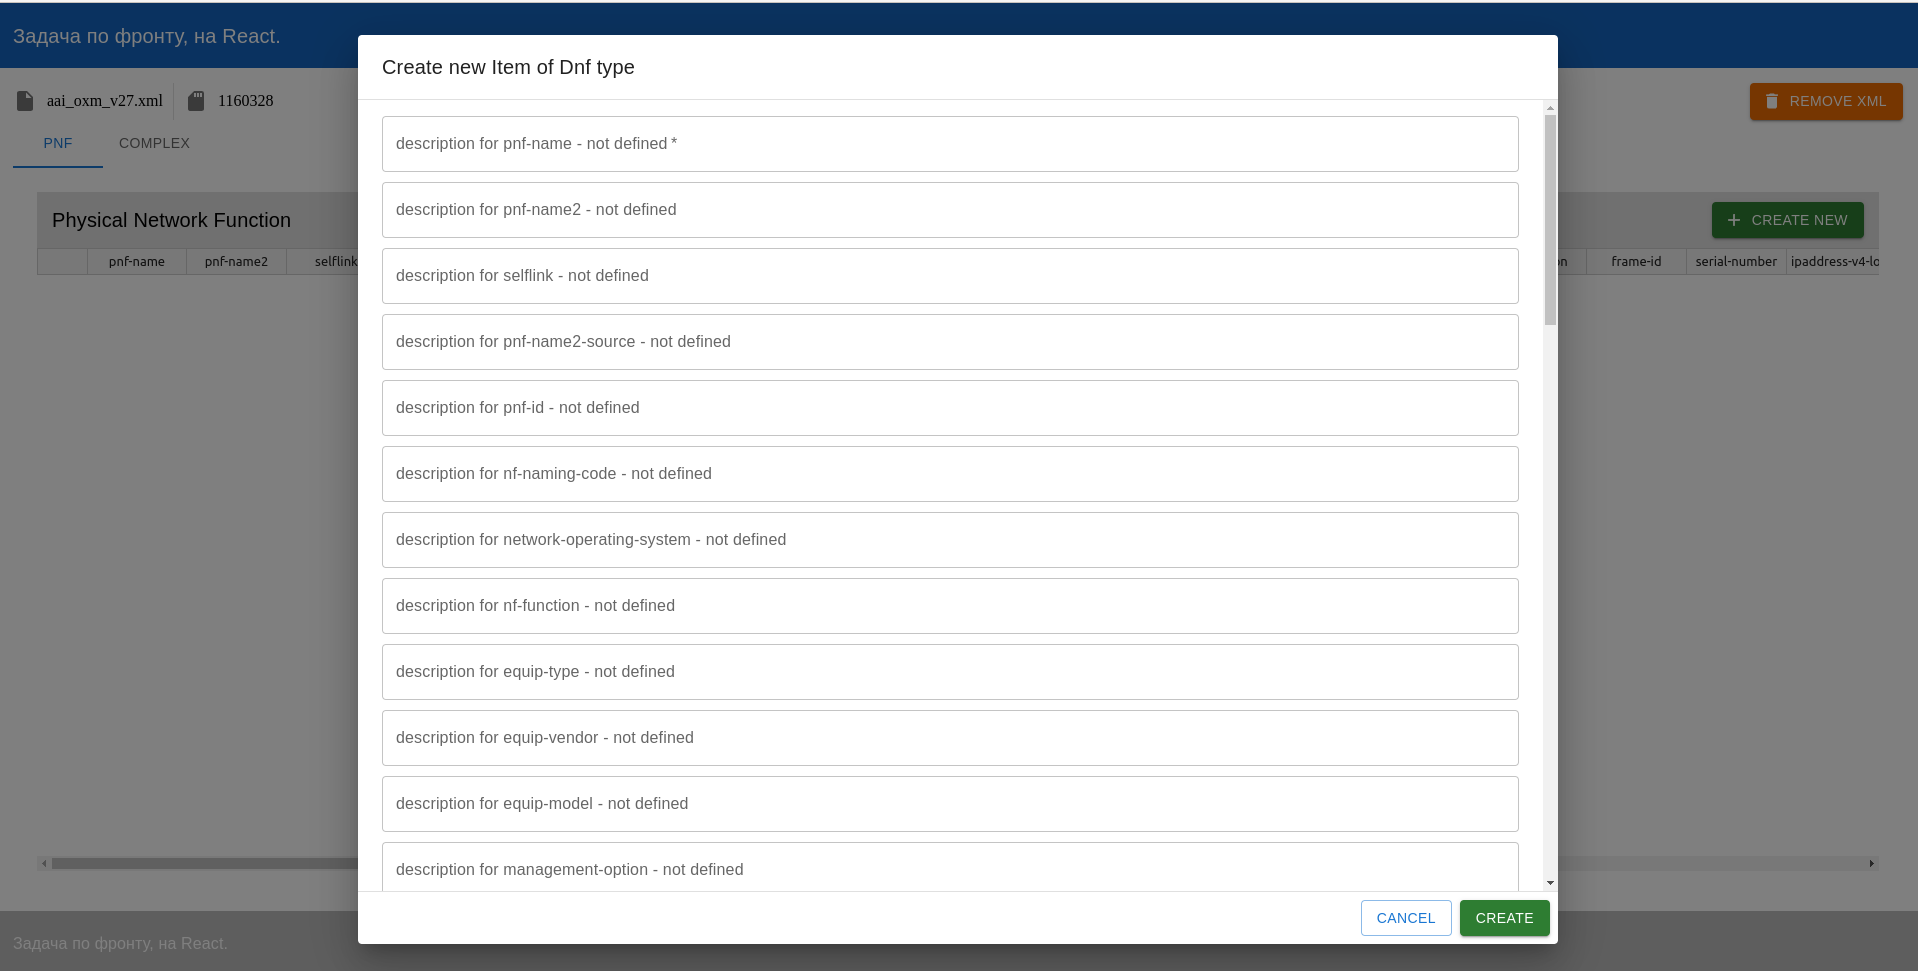 Задача по фронту, на React.
Create new Item of Dnf type
aai_oxm_v27.xml
1160328
REMOVE XML
PNF
COMPLEX
Physical Network Function
CREATE NEW
pnf-name
pnf-name2
selflink
frame-id
serial-number
ipaddress-v4-lo
description for pnf-name - not defined *
description for pnf-name2 - not defined
description for selflink - not defined
description for pnf-name2-source - not defined
description for pnf-id - not defined
description for nf-naming-code - not defined
description for network-operating-system - not defined
description for nf-function - not defined
description for equip-type - not defined
description for equip-vendor - not defined
description for equip-model - not defined
description for management-option - not defined
CANCEL
CREATE
Задача по фронту, на React.